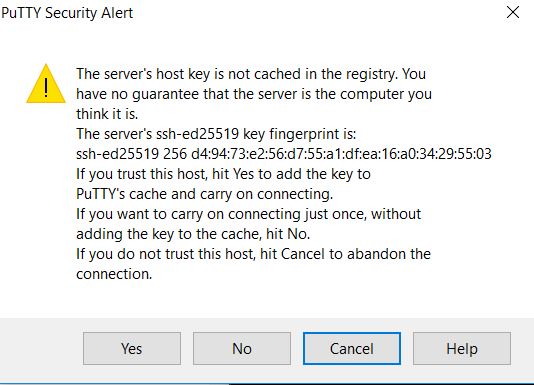 PuTTY Security Alert
The server's host key is not cached in the registry. You
have no guarantee that the server is the computer you
think it is.
The server's ssh-ed25519 key fingerprint is:
ssh-ed25519 256 d4:94:73:e2:56:d7:55:a1:df:ea:16:a0:34:29:55:03
If you trust this host, hit Yes to add the key to
PuTTY's cache and carry on connecting.
If you want to carry on connecting just once, without
adding the key to the cache, hit No.
If you do not trust this host, hit Cancel to abandon the
connection.
Yes No Cancel Help